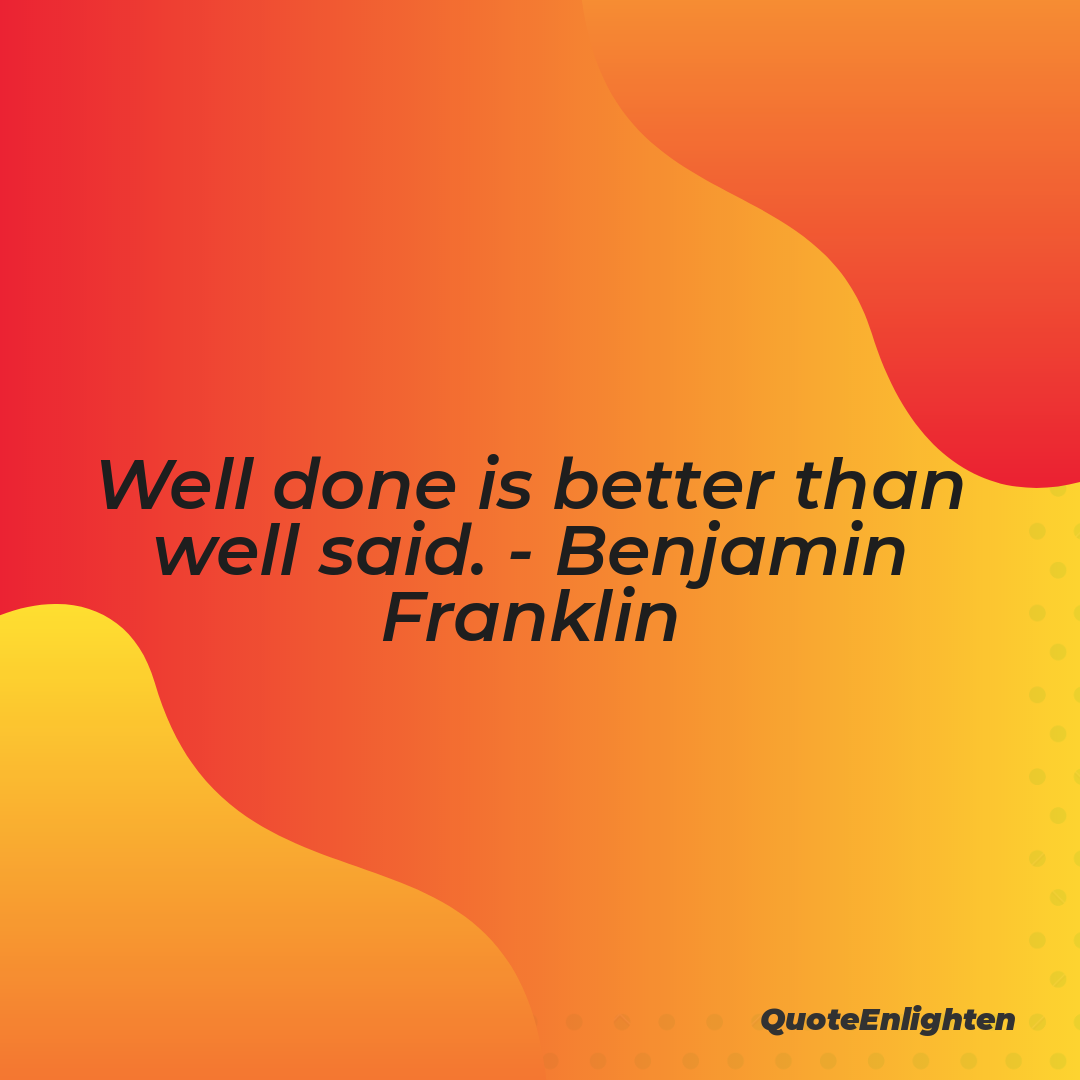 Well done is better than
well said. - Benjamin
Franklin
QuoteEnlighten